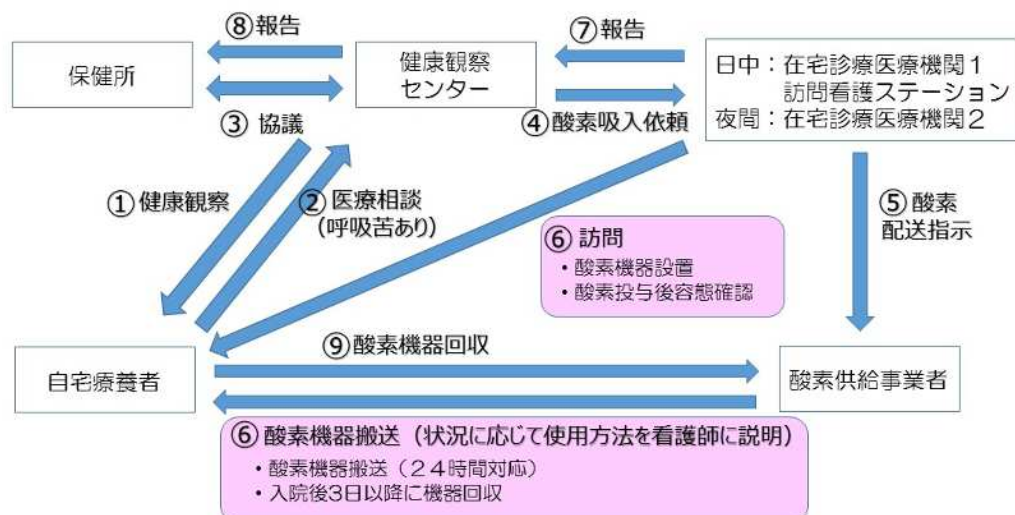 ⑧報告
⑦報告
保健所
健康観察
センター
日中：在宅診療医療機関1
訪問看護ステーション
夜間：在宅診療医療機関2
③ 協議
④ 酸素吸入依頼
① 健康観察
② 医療相談
（呼吸苦あり）
⑤ 酸素
配送指示
⑥ 訪問
・酸素機器設置
・酸素投与後容態確認
⑨ 酸素機器回収
自宅療養者
酸素供給事業者
⑥ 酸素機器搬送（状況に応じて使用方法を看護師に説明）
・酸素機器搬送（２４時間対応）
・入院後3日以降に機器回収